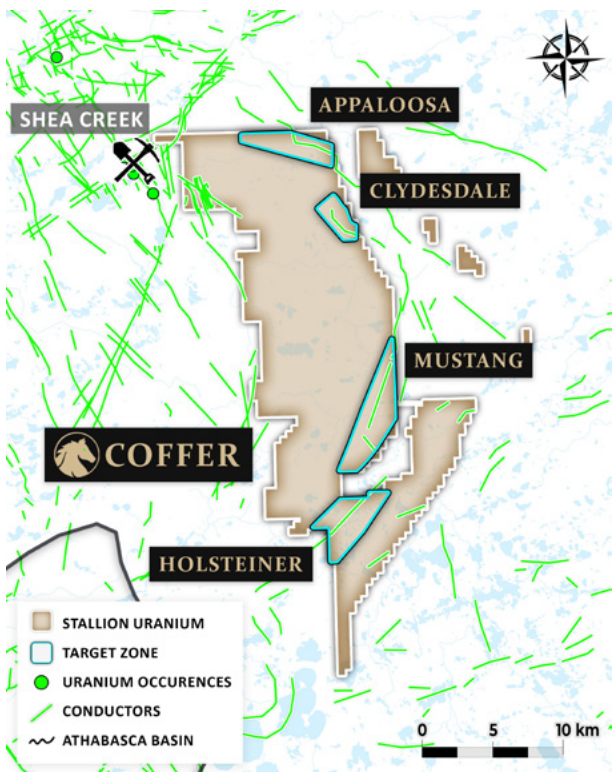 APPALOOSA
SHEA CREEK
CLYDESDALE
MUSTANG
COFFER
HOLSTEINER
STALLION URANIUM
TARGET ZONE
URANIUM OCCURENCES
CONDUCTORS
ATHABASCA BASIN
0 5 10 km